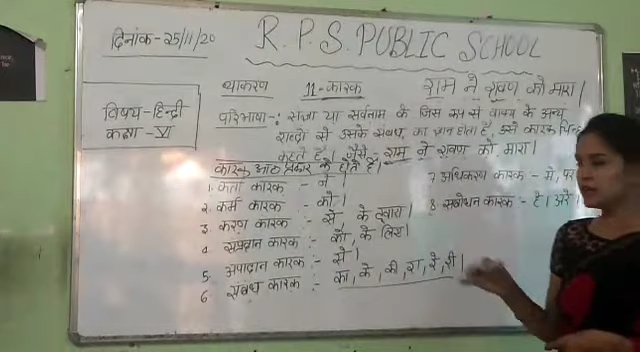 दिनांक-25/11/20
R. P. S. PUBLIC SCHOOL
विषय-हिन्दी
कक्षा-VI
व्याकरण 11-कारक राम ने रावण को मारा।
परिभाषा-: संज्ञा या सर्वनाम के जिस रूप से वाक्य के अन्य
शब्दों से उसके संबंध का ज्ञान होता है, उसे कारक चिन्ह
कहते हैं। जैसे- राम ने रावण को मारा।
कारक आठ प्रकार के होते हैं।
1. कर्ता कारक - ने।
2. कर्म कारक :- को।
3. करण कारक :- से, के द्वारा।
4. संप्रदान कारक :- को, के लिए।
5. अपादान कारक :- से।
6. संबंध कारक :- का, के, की, रा, रे, री।
7. अधिकरण कारक - में, पर
8. संबोधन कारक - हे। अरे।